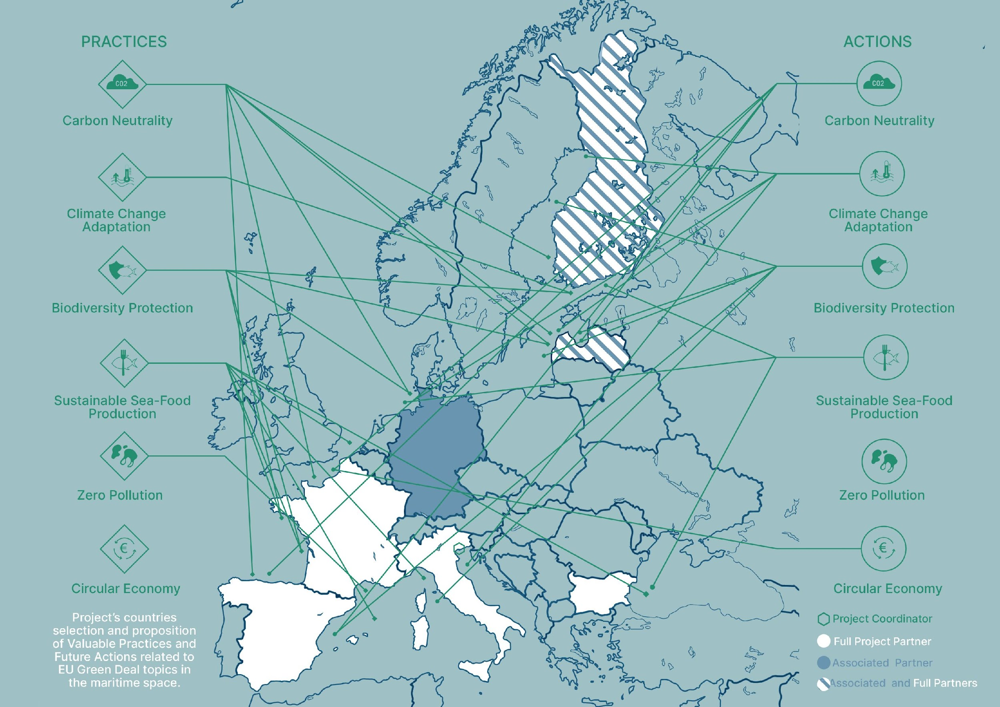 PRACTICES
CO2
Carbon Neutrality
Climate Change
Adaptation
Biodiversity Protection
Sustainable Sea-Food
Production
Zero Pollution
€
Circular Economy
Project's countries
selection and proposition
of Valuable Practices and
Future Actions related to
EU Green Deal topics in
the maritime space.
ACTIONS
CO2
Carbon Neutrality
Climate Change
Adaptation
Biodiversity Protection
Sustainable Sea-Food
Production
Zero Pollution
€
Circular Economy
Project Coordinator
Full Project Partner
Associated Partner
Associated and Full Partners